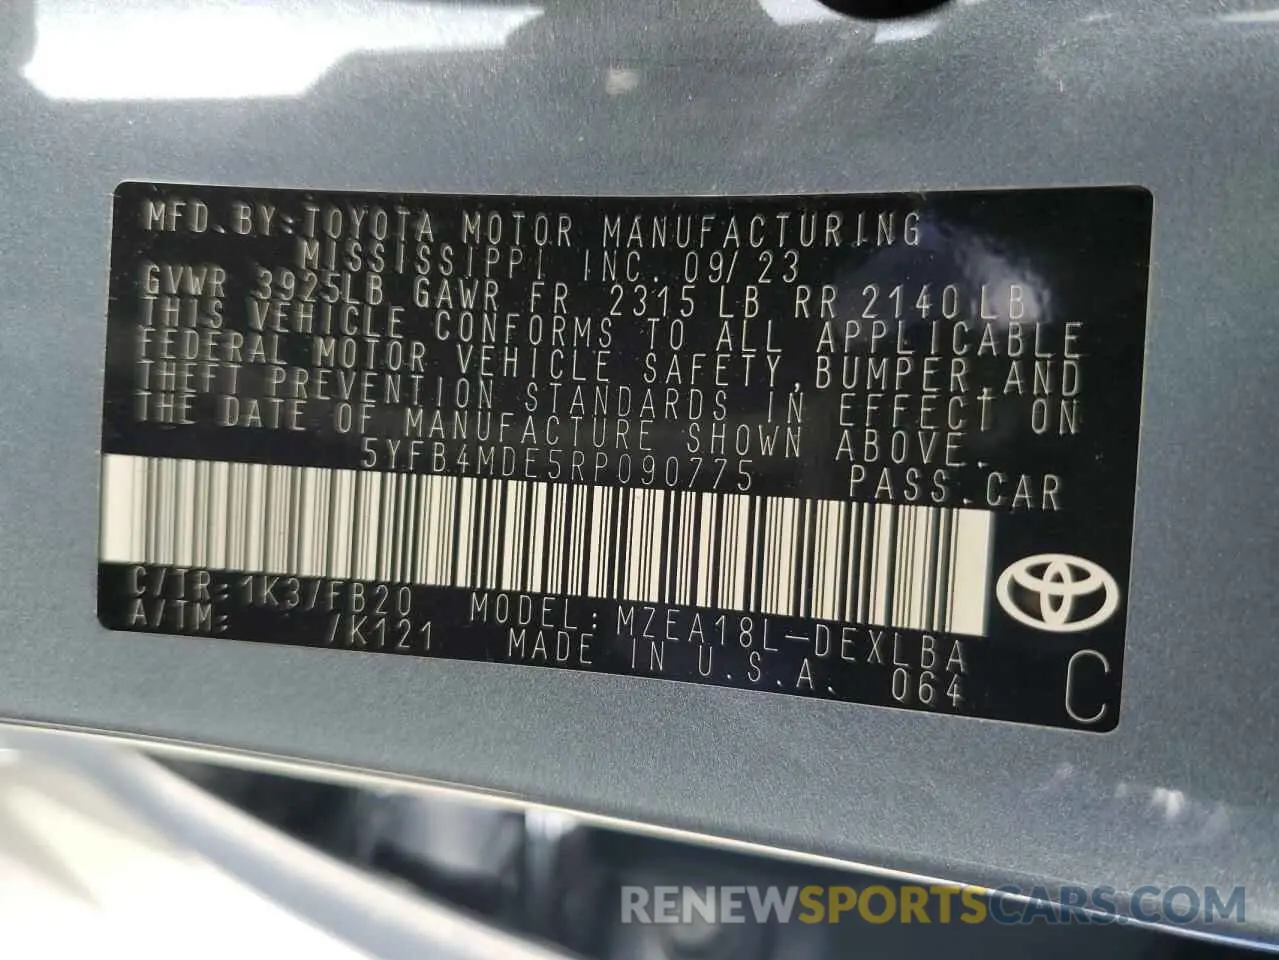 MFD. BY: TOYOTA MOTOR MANUFACTURING
MISSISSIPPI INC. 09/23
GVWR 3925LB GAWR FR 2315 LB RR 2140 LB
THIS VEHICLE CONFORMS TO ALL APPLICABLE
FEDERAL MOTOR VEHICLE SAFETY, BUMPER, AND
THEFT PREVENTION STANDARDS IN EFFECT ON
THE DATE OF MANUFACTURE SHOWN ABOVE.
5YFB4MDE5RP090775 PASS. CAR
C/TR: 1K3/FB20 MODEL: MZEA18L-DEXLBA
A/TM: /K121 MADE IN U.S.A. 064
C
RENEWSPORTSCARS.COM